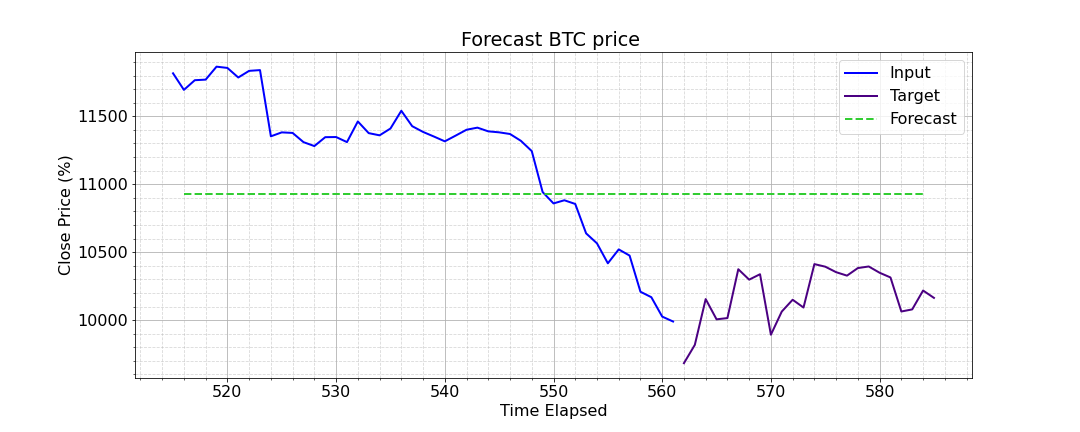 Forecast BTC price
Input
Target
Forecast
Close Price (%)
11500
11000
10500
10000
520 530 540 550 560 570 580
Time Elapsed